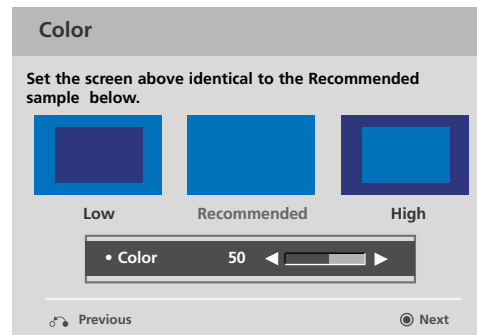 Color
Set the screen above identical to the Recommended
sample below.
Low Recommended High
• Color 50
Previous Next